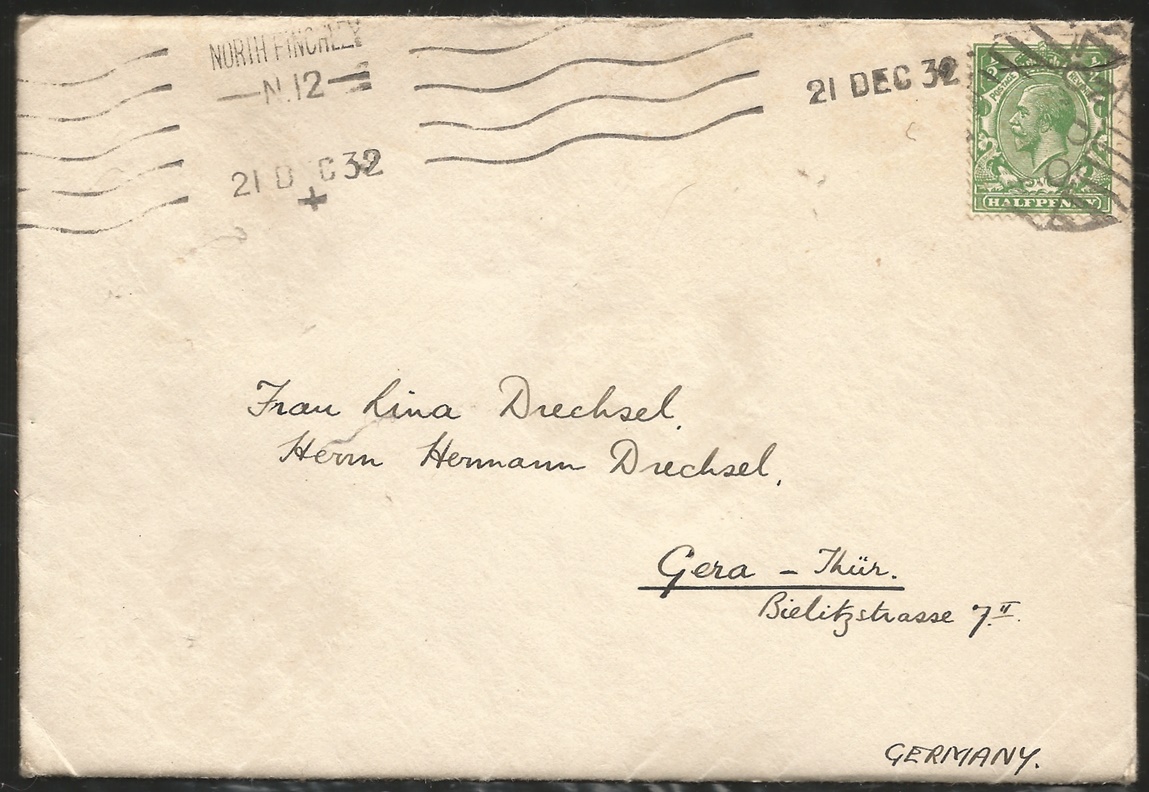 NORTH FINCHLEY
N.12
21 DEC 32
21 D C 32
HALFPENNY
Frau Lina Drechsel,
Herrn Hermann Drechsel,
Gera - Thür.
Bielitzstrasse 7.II
GERMANY.